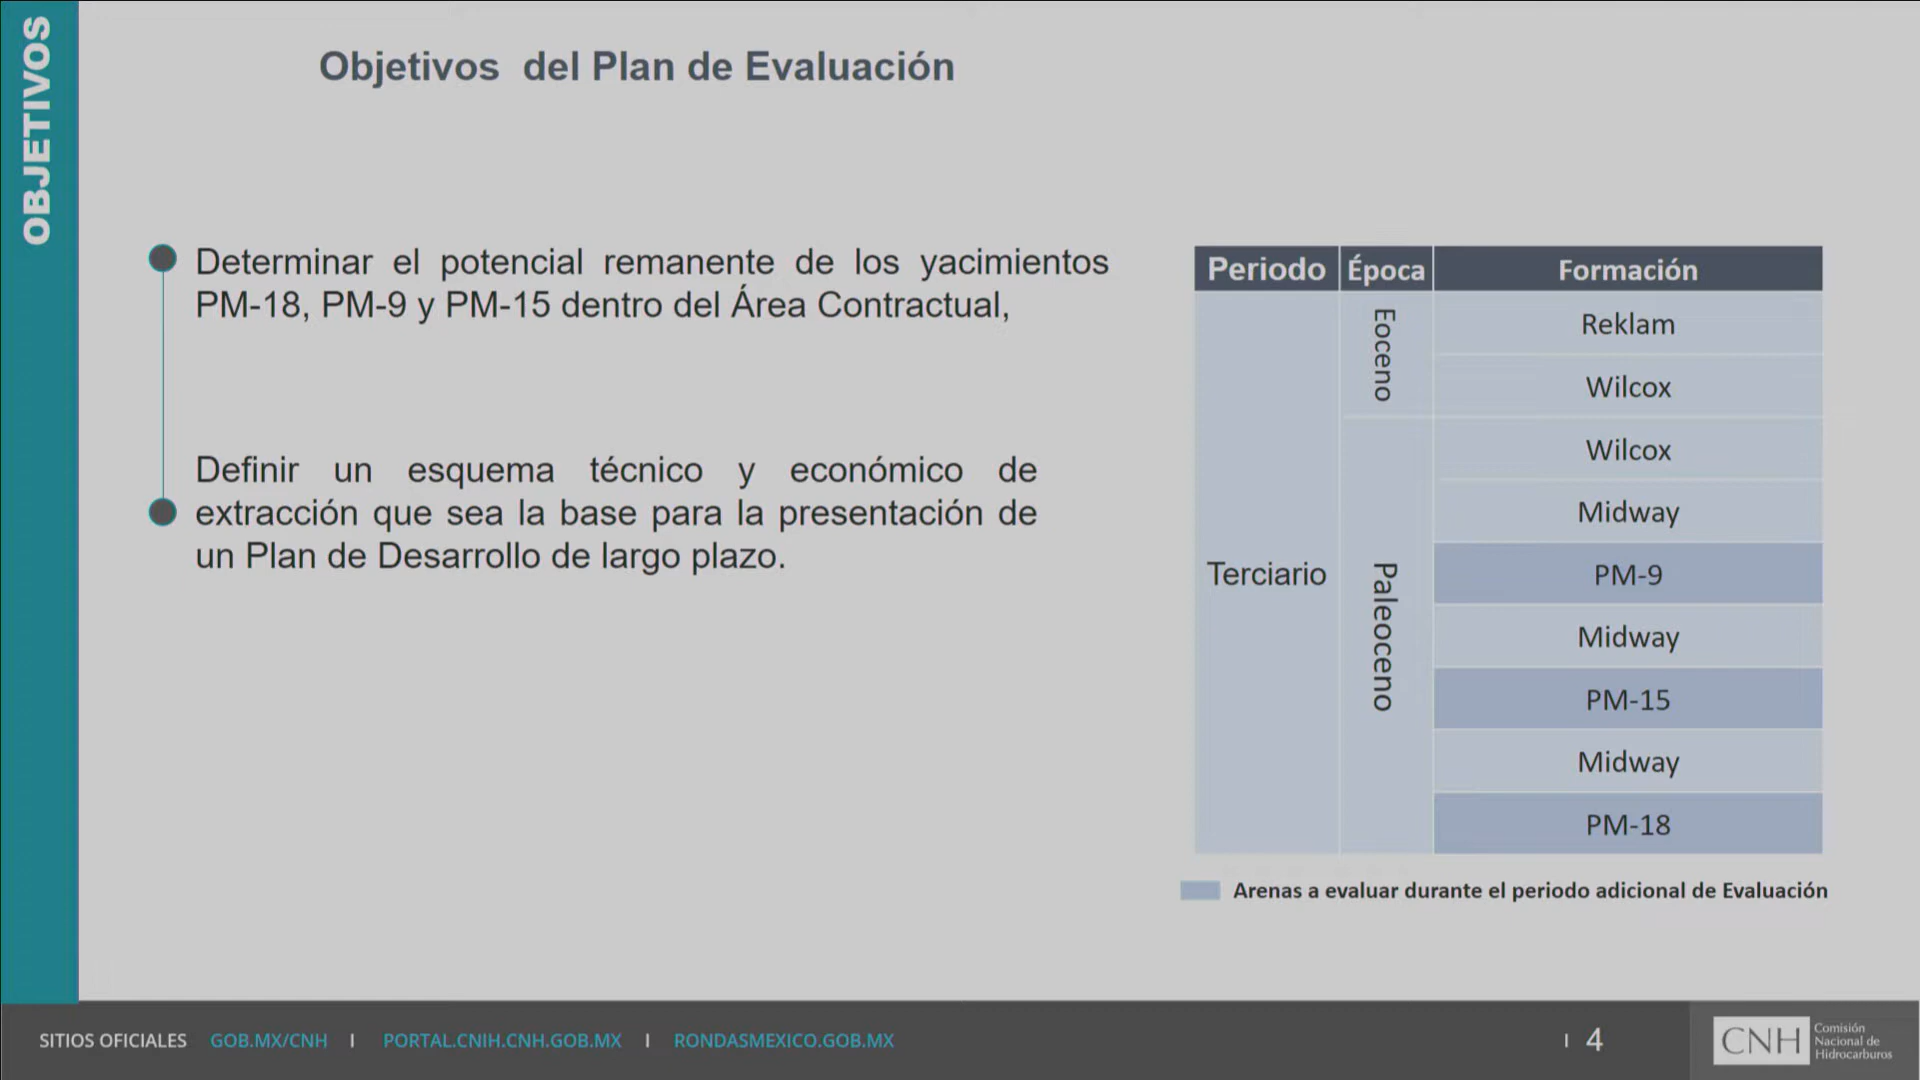 OBJETIVOS
Objetivos del Plan de Evaluación
Determinar el potencial remanente de los yacimientos
PM-18, PM-9 y PM-15 dentro del Área Contractual,
Definir un esquema técnico y económico de
extracción que sea la base para la presentación de
un Plan de Desarrollo de largo plazo.
Periodo Época Formación
Terciario
Eoceno
Reklam
Wilcox
Paleoceno
Wilcox
Midway
PM-9
Midway
PM-15
Midway
PM-18
Arenas a evaluar durante el periodo adicional de Evaluación
SITIOS OFICIALES GOB.MX/CNH I PORTAL.CNIH.CNH.GOB.MX I RONDASMEXICO.GOB.MX
I 4
CNH
Comisión
Nacional de
Hidrocarburos